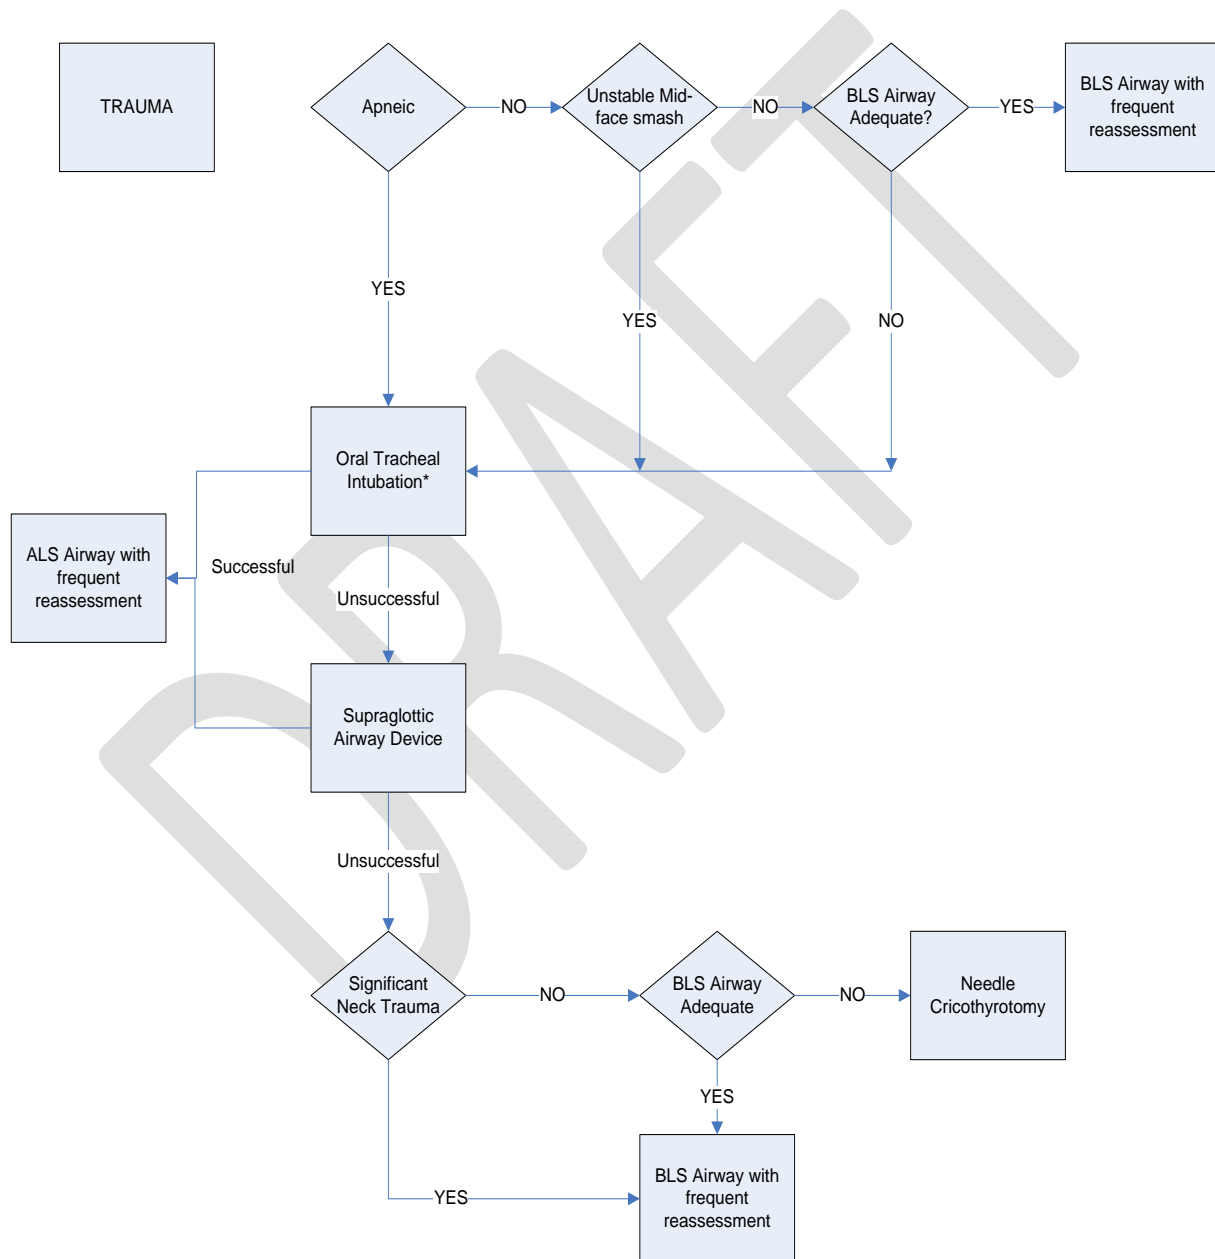 TRAUMA
Apneic
NO
Unstable Mid-
face smash
NO
BLS Airway
Adequate?
YES
BLS Airway with
frequent
reassessment
YES
YES
NO
Oral Tracheal
Intubation*
ALS Airway with
frequent
reassessment
Successful
Unsuccessful
Supraglottic
Airway Device
Unsuccessful
Significant
Neck Trauma
NO
BLS Airway
Adequate
NO
Needle
Cricothyrotomy
YES
YES
BLS Airway with
frequent
reassessment
DRAFT